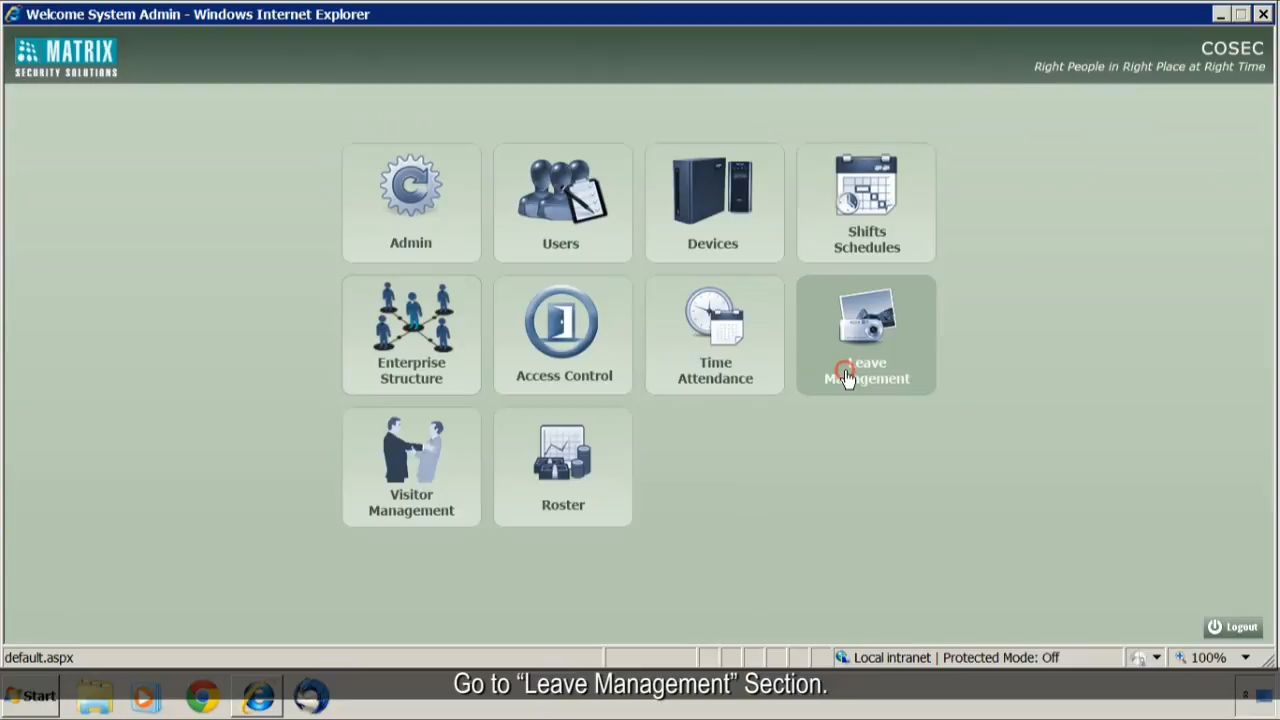 Welcome System Admin - Windows Internet Explorer
MATRIX
SECURITY SOLUTIONS
COSEC
Right People in Right Place at Right Time
Admin
Users
Devices
Shifts
Schedules
Enterprise
Structure
Access Control
Time
Attendance
Leave
Management
Visitor
Management
Roster
Logout
default.aspx
Local intranet | Protected Mode: Off
100%
Start
Go to “Leave Management” Section.